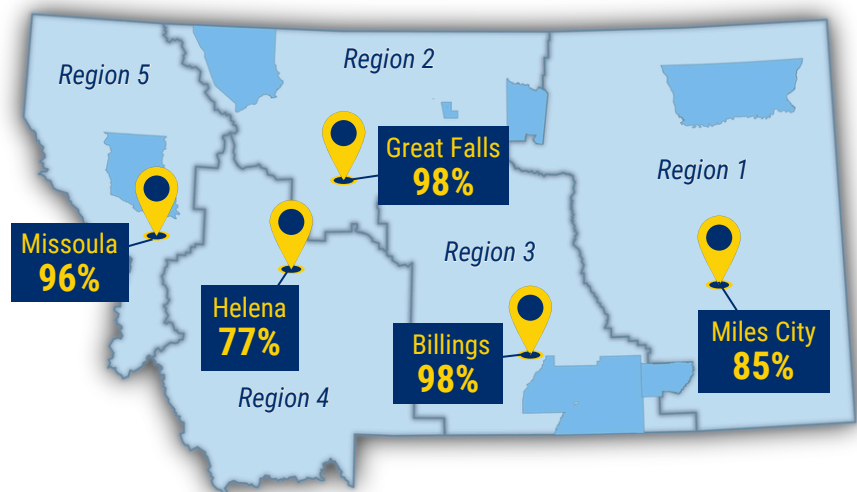 Region 5
Region 2
Great Falls
98%
Region 1
Missoula
96%
Region 3
Helena
77%
Billings
98%
Miles City
85%
Region 4